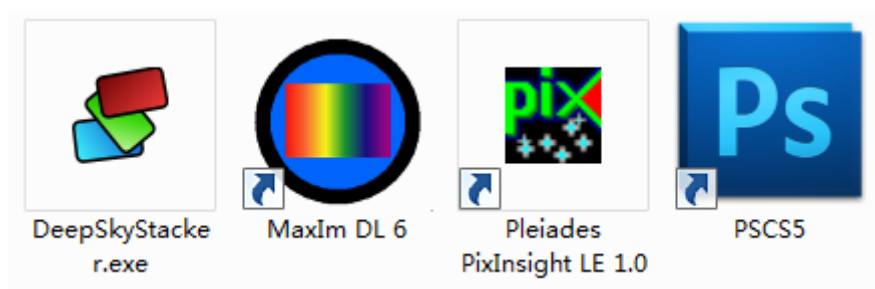 pix
Ps
DeepSkyStacke
r.exe
MaxIm DL 6
Pleiades
PixInsight LE 1.0
PSCS5